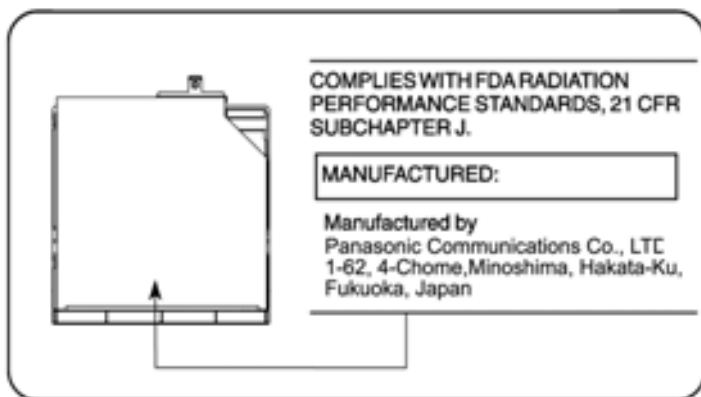 COMPLIES WITH FDA RADIATION
PERFORMANCE STANDARDS, 21 CFR
SUBCHAPTER J.
MANUFACTURED:
Manufactured by
Panasonic Communications Co., LTD
1-62, 4-Chome,Minoshima, Hakata-Ku,
Fukuoka, Japan